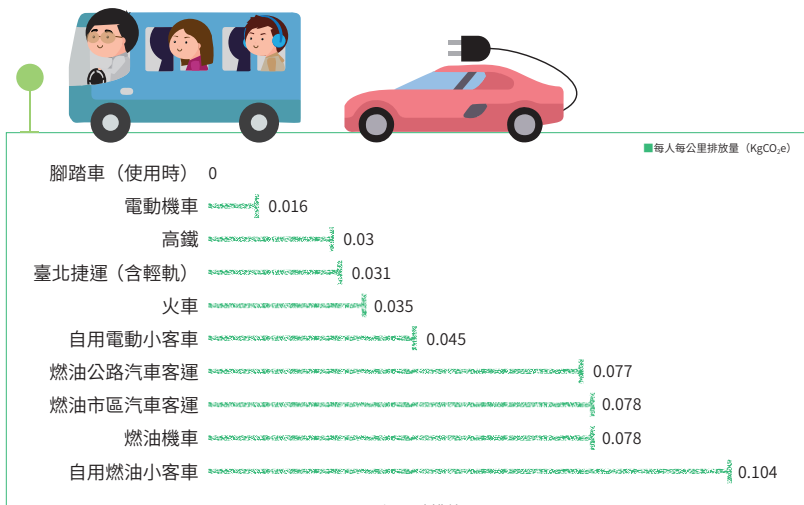 ■每人每公里排放量（KgCO₂e）
腳踏車（使用時） 0
電動機車 0.016
高鐵 0.03
臺北捷運（含輕軌） 0.031
火車 0.035
自用電動小客車 0.045
燃油公路汽車客運 0.077
燃油市區汽車客運 0.078
燃油機車 0.078
自用燃油小客車 0.104